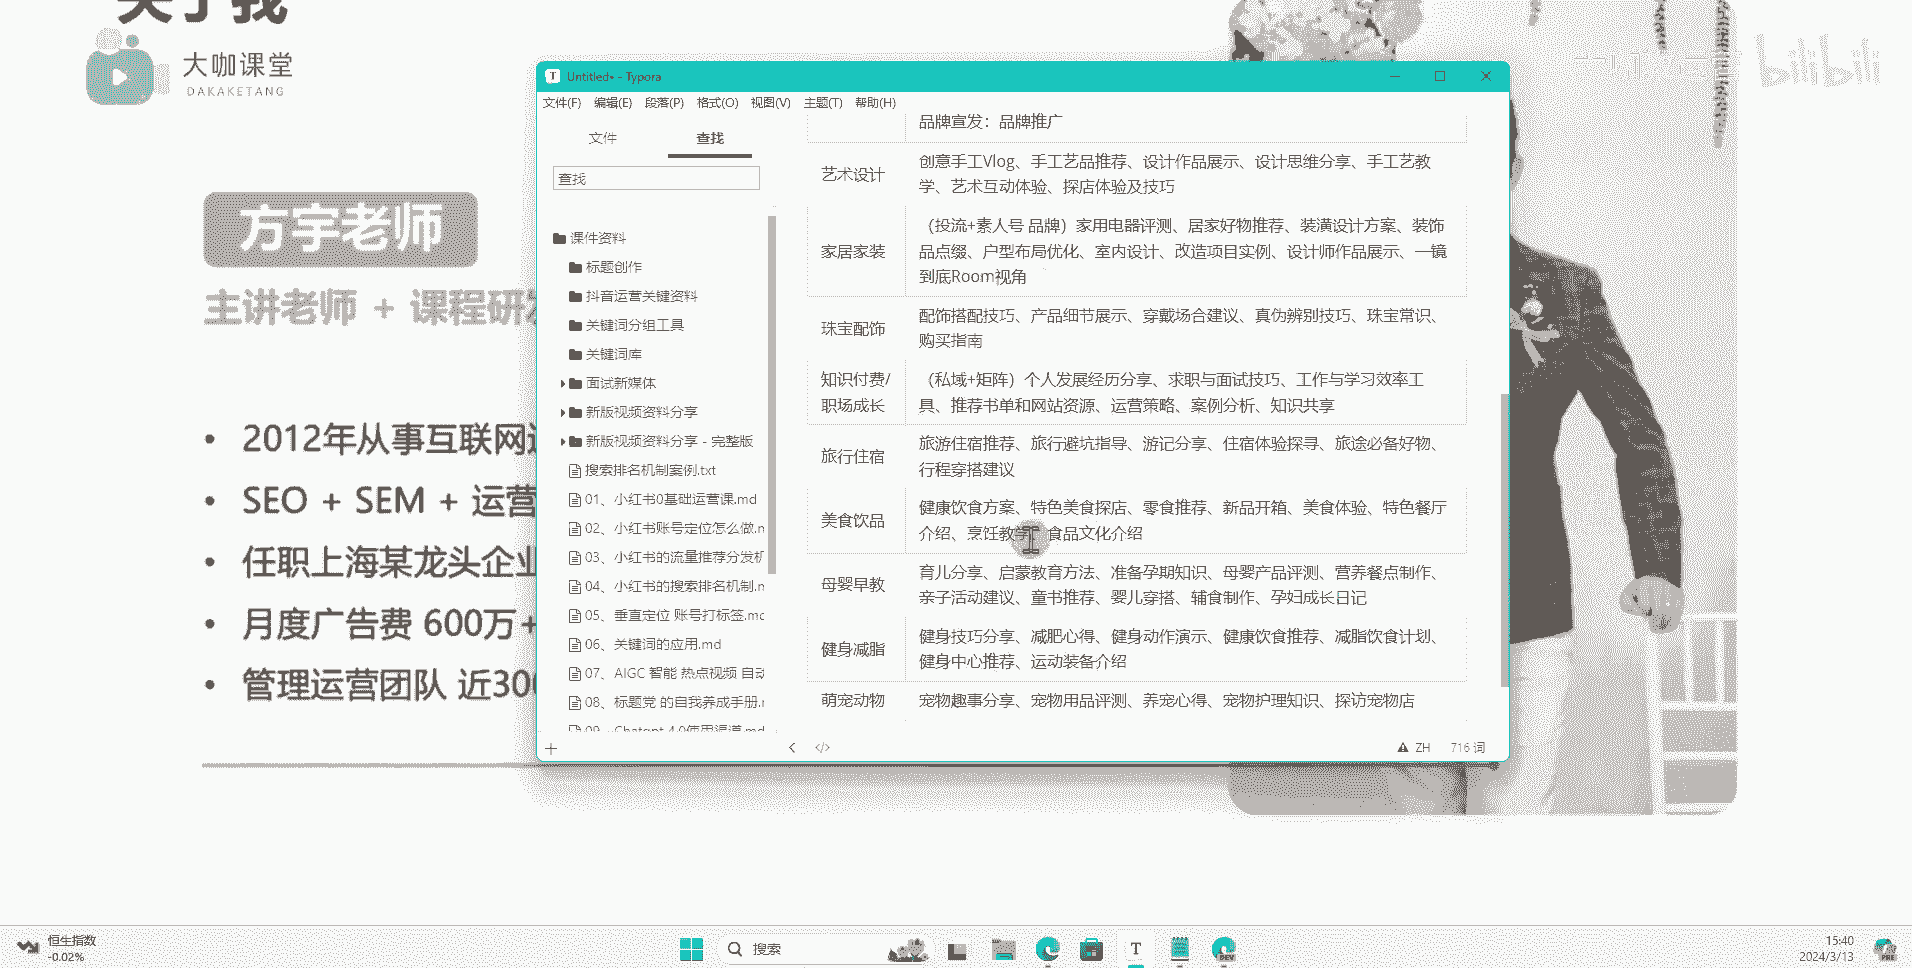 关于我
大咖课堂
DAKAKETANG
bilibili
方宇老师
主讲老师 + 课程研发
2012年从事互联网
SEO + SEM + 运营
任职上海某龙头企业
月度广告费 600万+
管理运营团队 近30
Untitled• - Typora
文件(F) 编辑(E) 段落(P) 格式(O) 视图(V) 主题(T) 帮助(H)
文件 查找
查找
课件资料
标题创作
抖音运营关键资料
关键词分组工具
关键词库
面试新媒体
新版视频资料分享
新版视频资料分享 - 完整版
搜索排名机制案例.txt
01、小红书0基础运营课.md
02、小红书账号定位怎么做.m
03、小红书的流量推荐分发机
04、小红书的搜索排名机制.m
05、垂直定位 账号打标签.md
06、关键词的应用.md
07、AIGC 智能 热点视频 自动
08、标题党 的自我养成手册.m
09、Chatgpt 4.0使用渠道.md
品牌宣发：品牌推广
艺术设计
创意手工Vlog、手工艺品推荐、设计作品展示、设计思维分享、手工艺教
学、艺术互动体验、探店体验及技巧
家居家装
（投流+素人号 品牌）家用电器评测、居家好物推荐、装潢设计方案、装饰
品点缀、户型布局优化、室内设计、改造项目实例、设计师作品展示、一镜
到底Room视角
珠宝配饰
配饰搭配技巧、产品细节展示、穿戴场合建议、真伪辨别技巧、珠宝常识、
购买指南
知识付费/
职场成长
（私域+矩阵）个人发展经历分享、求职与面试技巧、工作与学习效率工
具、推荐书单和网站资源、运营策略、案例分析、知识共享
旅行住宿
旅游住宿推荐、旅行避坑指导、游记分享、住宿体验探寻、旅途必备好物、
行程穿搭建议
美食饮品
健康饮食方案、特色美食探店、零食推荐、新品开箱、美食体验、特色餐厅
介绍、烹饪教学、食品文化介绍
母婴早教
育儿分享、启蒙教育方法、准备孕期知识、母婴产品评测、营养餐点制作、
亲子活动建议、童书推荐、婴儿穿搭、辅食制作、孕妇成长日记
健身减脂
健身技巧分享、减肥心得、健身动作演示、健康饮食推荐、减脂饮食计划、
健身中心推荐、运动装备介绍
萌宠动物
宠物趣事分享、宠物用品评测、养宠心得、宠物护理知识、探访宠物店
ZH 716 词
恒生指数
-0.02%
搜索
15:40
2024/3/13